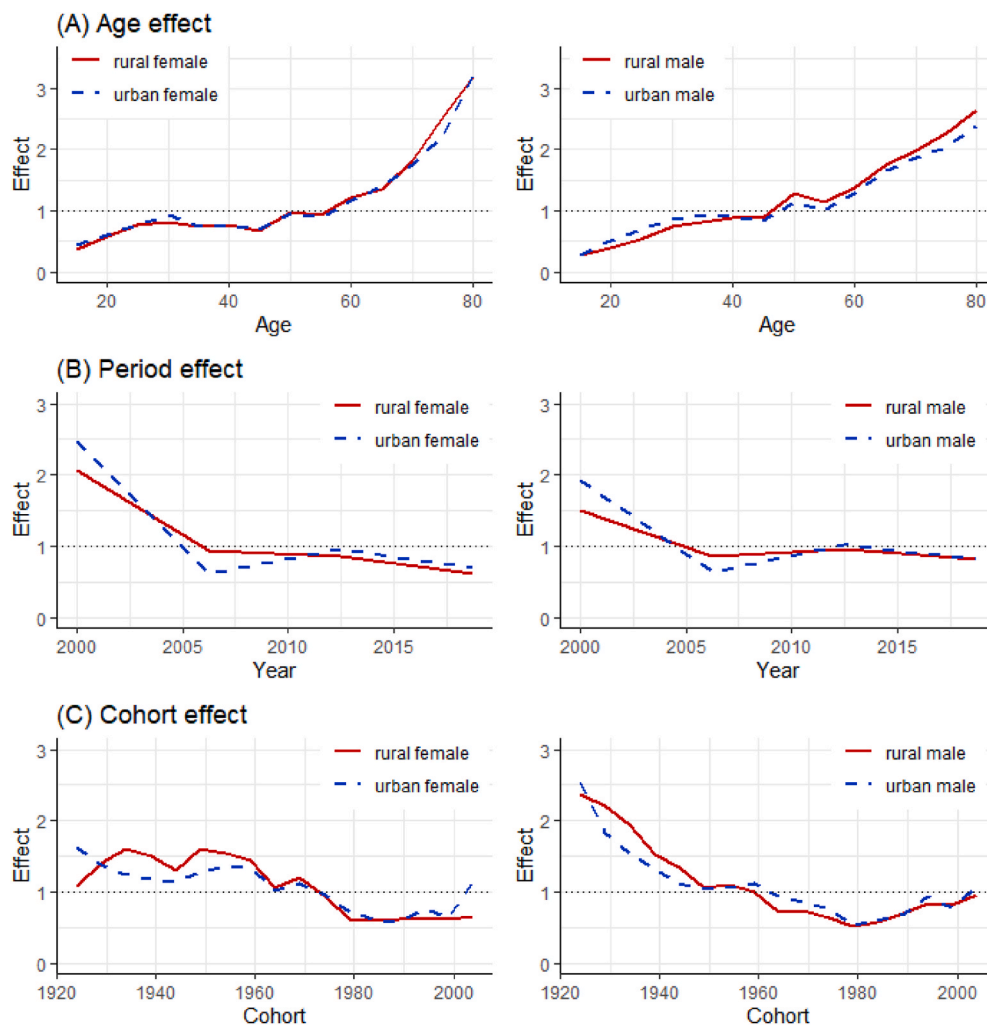 (A) Age effect
rural female
urban female
3
2
1
0
Effect
20
40
60
80
Age
rural male
urban male
3
2
1
0
Effect
20
40
60
80
Age
(B) Period effect
rural female
urban female
3
2
1
0
Effect
2000
2005
2010
2015
Year
rural male
urban male
3
2
1
0
Effect
2000
2005
2010
2015
Year
(C) Cohort effect
rural female
urban female
3
2
1
0
Effect
1920
1940
1960
1980
2000
Cohort
rural male
urban male
3
2
1
0
Effect
1920
1940
1960
1980
2000
Cohort